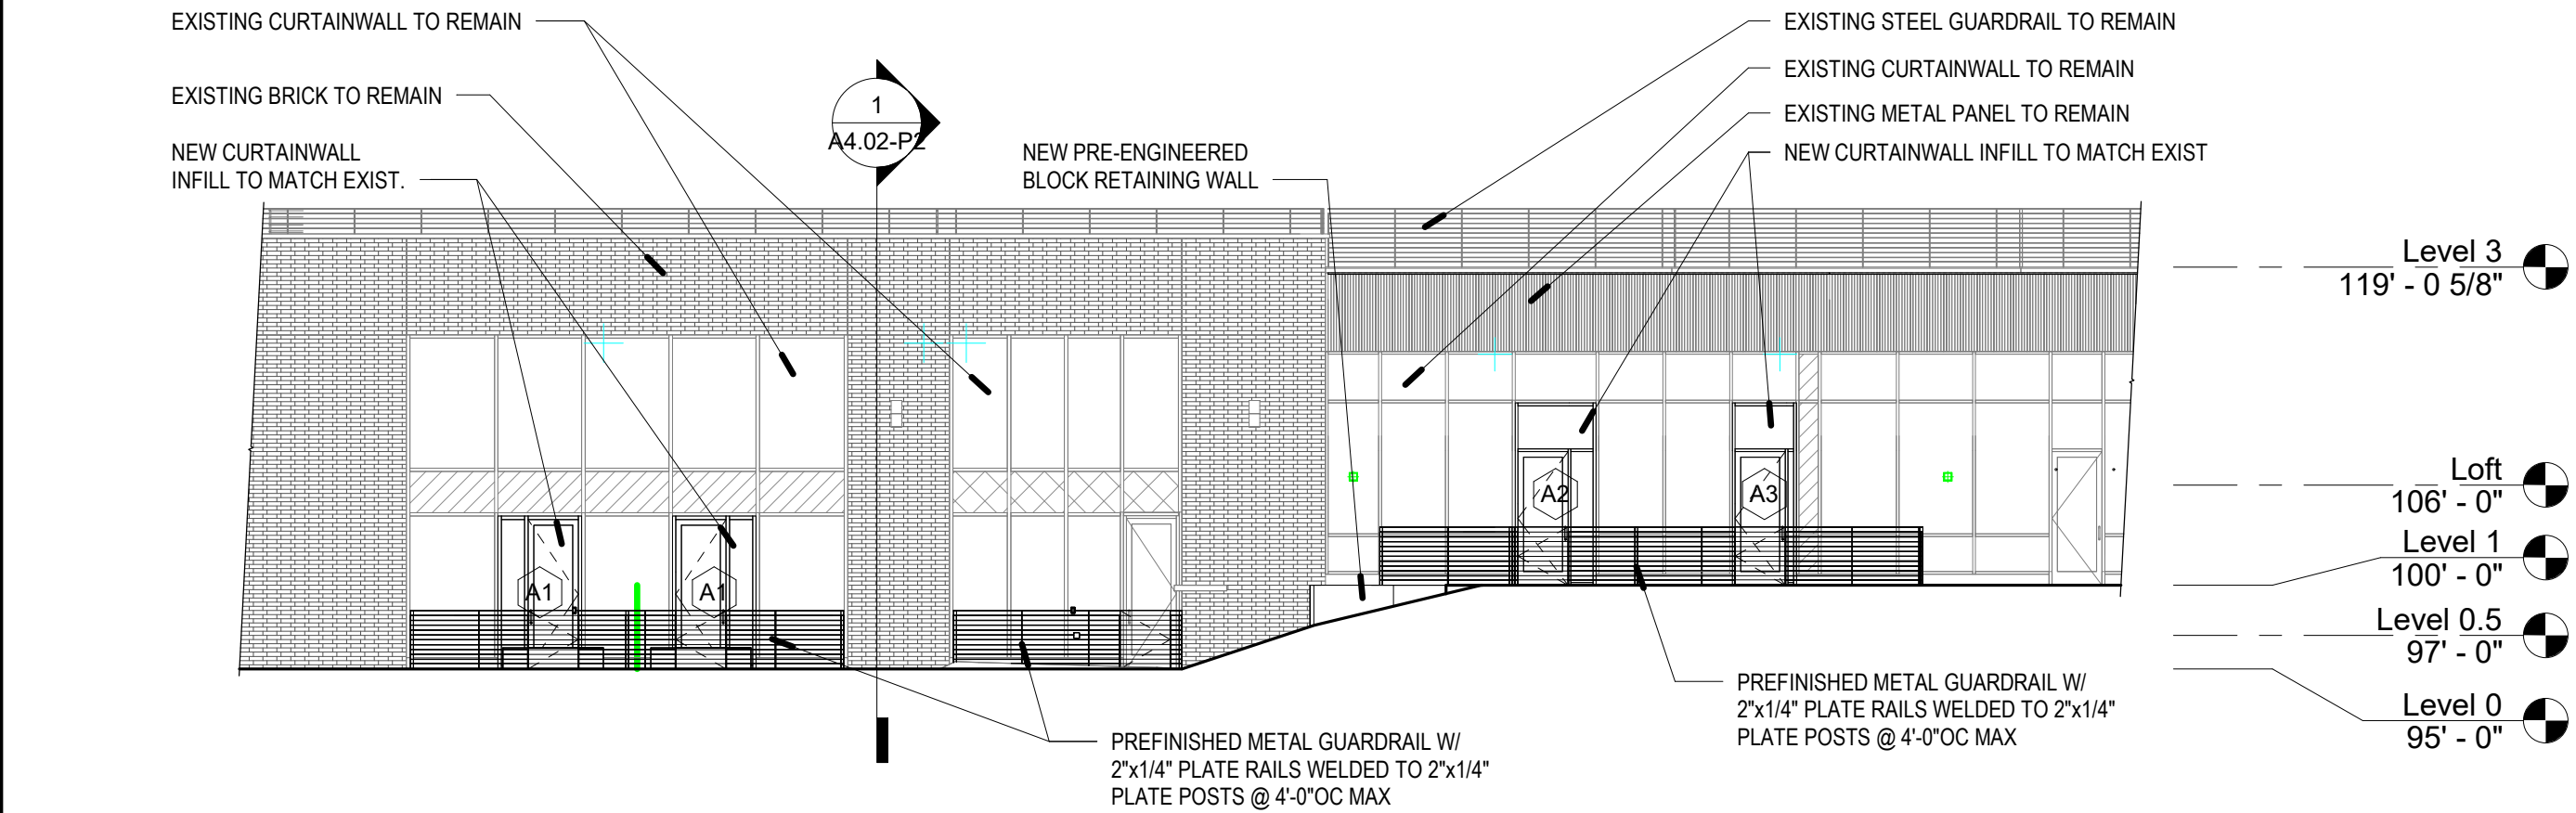 EXISTING CURTAINWALL TO REMAIN
EXISTING BRICK TO REMAIN
NEW CURTAINWALL
INFILL TO MATCH EXIST.
1
A4.02-P2
NEW PRE-ENGINEERED
BLOCK RETAINING WALL
EXISTING STEEL GUARDRAIL TO REMAIN
EXISTING CURTAINWALL TO REMAIN
EXISTING METAL PANEL TO REMAIN
NEW CURTAINWALL INFILL TO MATCH EXIST
Level 3
119' - 0 5/8"
Loft
106' - 0"
Level 1
100' - 0"
Level 0.5
97' - 0"
Level 0
95' - 0"
A1
A1
A2
A3
PREFINISHED METAL GUARDRAIL W/
2"x1/4" PLATE RAILS WELDED TO 2"x1/4"
PLATE POSTS @ 4'-0"OC MAX
PREFINISHED METAL GUARDRAIL W/
2"x1/4" PLATE RAILS WELDED TO 2"x1/4"
PLATE POSTS @ 4'-0"OC MAX